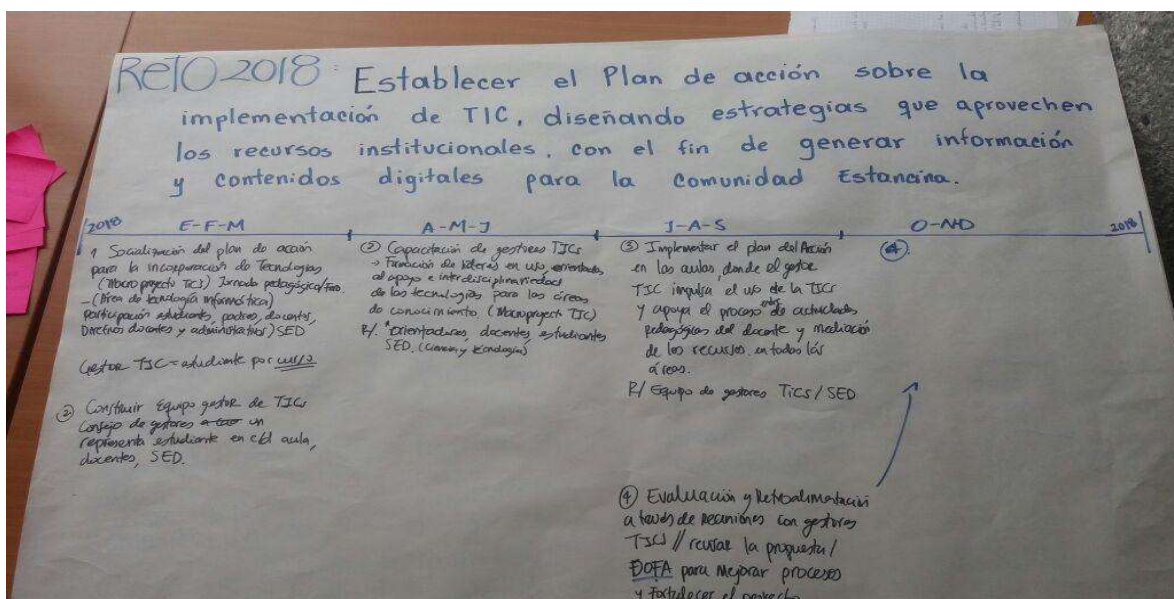 Reto 2018: Establecer el Plan de acción sobre la
implementación de TIC, diseñando estrategias que aprovechen
los recursos institucionales, con el fin de generar información
y contenidos digitales para la comunidad Estancina.
2018 E-F-M A-M-J J-A-S O-N-D 2018
1 Socialización del plan de acción
para la incorporación de Tecnologías
(Macro proyecto TICs) Jornada pedagógica/
-(Área de tecnología informática)
participación estudiantes, padres, docentes,
Directivos docentes y administrativos) SED
Gestor TIC = estudiante por curso
② Construir Equipo gestor de TICs
Consejo de gestores un
representa estudiante en c/d aula,
docentes, SED.
② Capacitación de gestores TICs
→ Formación de líderes en uso, orientados
al apoyo e interdisciplinariedad
de las tecnologías para las áreas
de conocimiento, (Macroproyecto TIC)
R/. Orientadores, docentes, estudiantes
SED. (Ciencia y tecnología)
③ Implementar el plan del Acción
en las aulas, donde el gestor
TIC impulsa el uso de la TICs
y apoya el proceso de actividades
pedagógicas del docente y mediación
de los recursos en todas lás
áreas.
R/ Equipo de gestores TICs / SED
④.
④ Evaluación y Retroalimentación
a través de Reuniones con gestores
TICs // revisar la propuesta /
DOFA para mejorar procesos
y fortalecer el proyecto